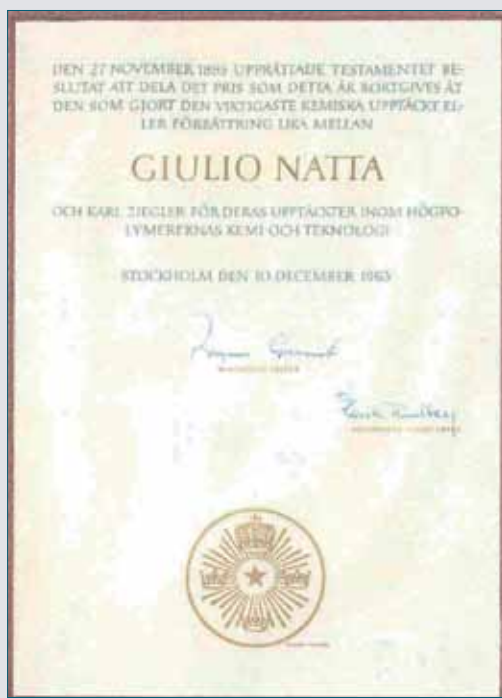 DEN 27 NOVEMBER 1895 UPPRÄTTADE TESTAMENTET BE-
SLUTAT ATT DELA DET PRIS SOM DETTA ÅR BORTGIVES ÅT
DEN SOM GJORT DEN VIKTIGASTE KEMISKA UPPTÄCKT EL-
LER FÖRBÄTTRING LIKA MELLAN
GIULIO NATTA
OCH KARL ZIEGLER FÖR DERAS UPPTÄCKTER INOM HÖGPO-
LYMERERNAS KEMI OCH TEKNOLOGI
STOCKHOLM DEN 10 DECEMBER 1963